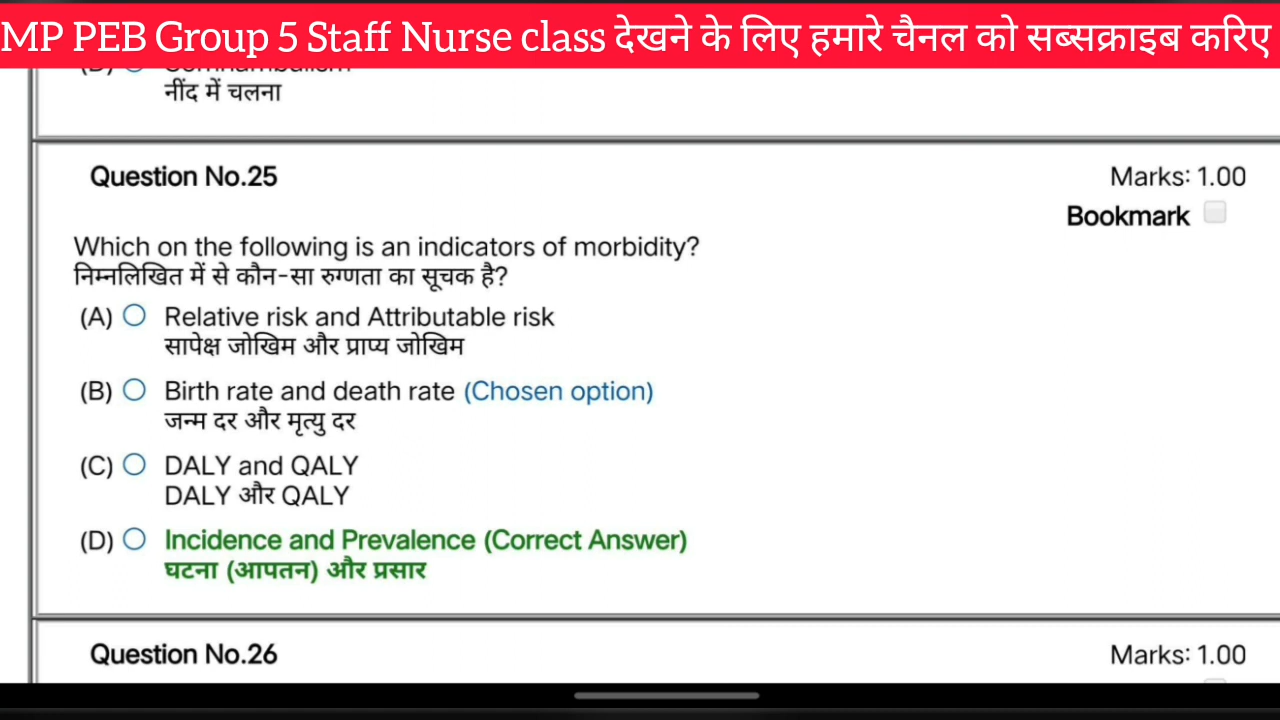 MP PEB Group 5 Staff Nurse class देखने के लिए हमारे चैनल को सब्सक्राइब करिए
नींद में चलना
Question No.25
Marks: 1.00
Bookmark
Which on the following is an indicators of morbidity?
निम्नलिखित में से कौन-सा रुग्णता का सूचक है?
(A) Relative risk and Attributable risk
सापेक्ष जोखिम और प्राप्य जोखिम
(B) Birth rate and death rate (Chosen option)
जन्म दर और मृत्यु दर
(C) DALY and QALY
DALY और QALY
(D) Incidence and Prevalence (Correct Answer)
घटना (आपतन) और प्रसार
Question No.26
Marks: 1.00